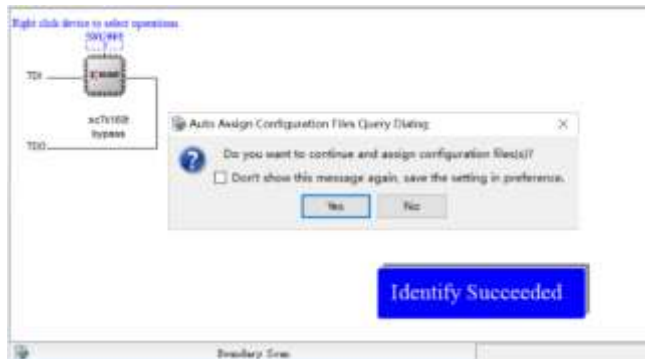 Right click device to select operations.
SPI/BPI
?
TDI
bypass
TDO
Auto Assign Configuration Files Query Dialog
Do you want to continue and assign configuration files(s)?
Don't show this message again, save the setting in preference.
Yes
No
Identify Succeeded
Boundary Scan